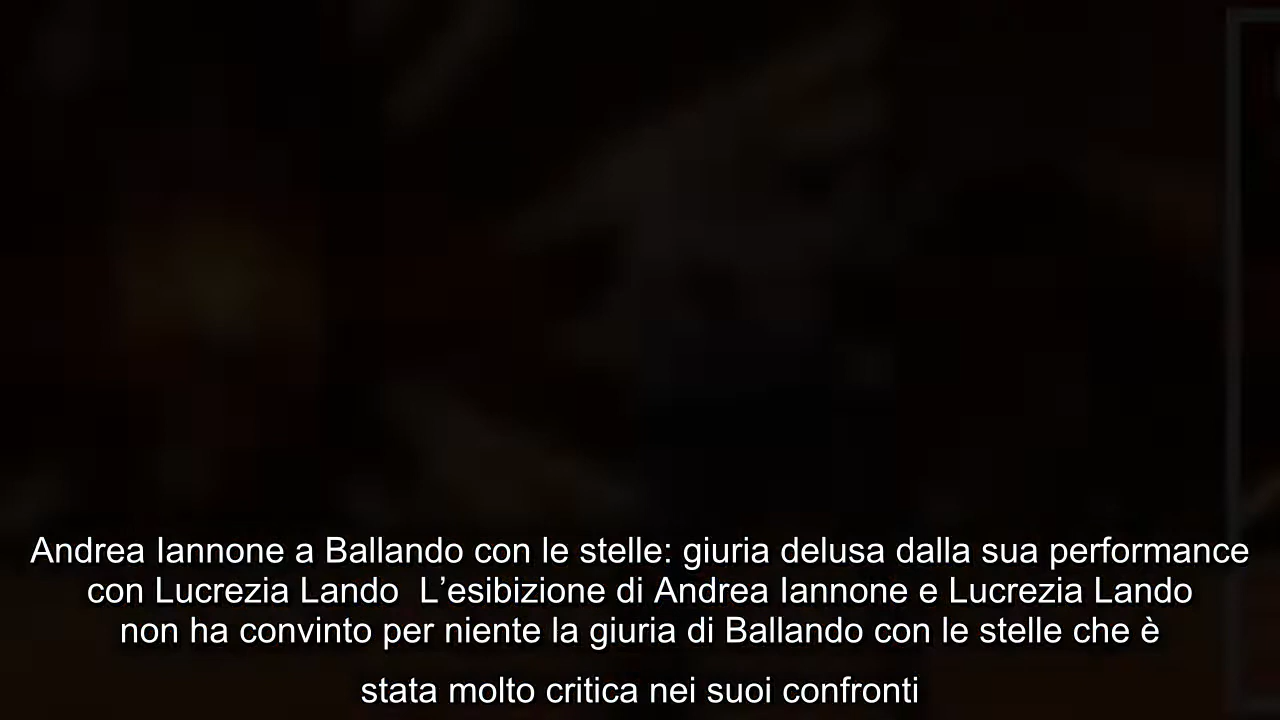 Andrea Iannone a Ballando con le stelle: giuria delusa dalla sua performance
con Lucrezia Lando  L’esibizione di Andrea Iannone e Lucrezia Lando
non ha convinto per niente la giuria di Ballando con le stelle che è
stata molto critica nei suoi confronti